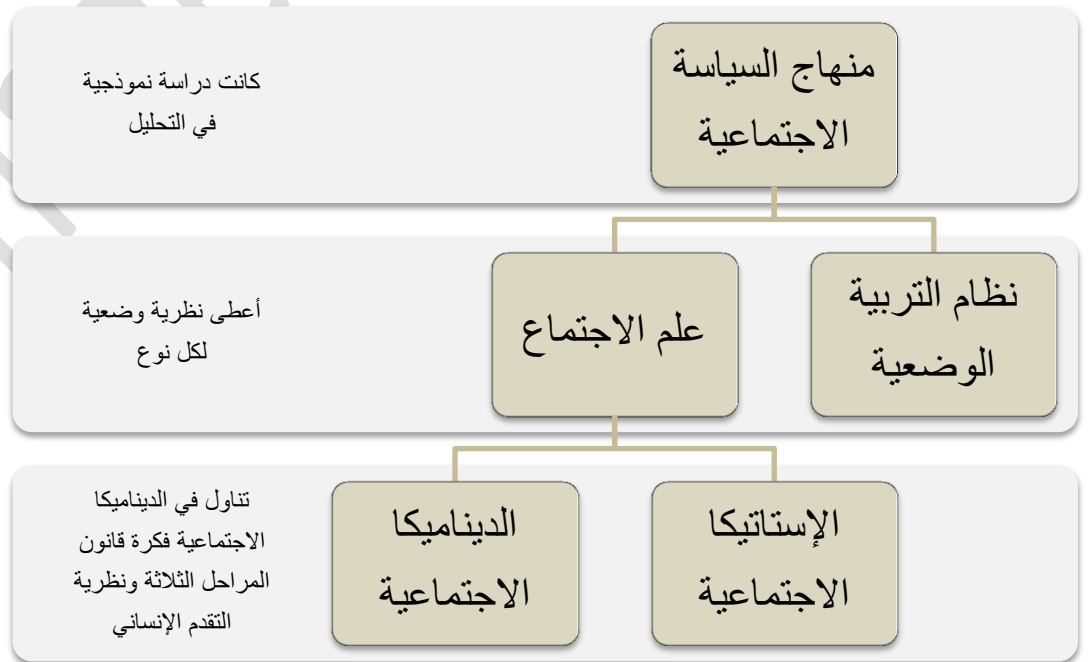 منهاج السياسة
الاجتماعية
كانت دراسة نموذجية
في التحليل
نظام التربية
الوضعية
علم الاجتماع
أعطى نظرية وضعية
لكل نوع
الإستاتيكا
الاجتماعية
الديناميكا
الاجتماعية
تناول في الديناميكا
الاجتماعية فكرة قانون
المراحل الثلاثة ونظرية
التقدم الإنساني